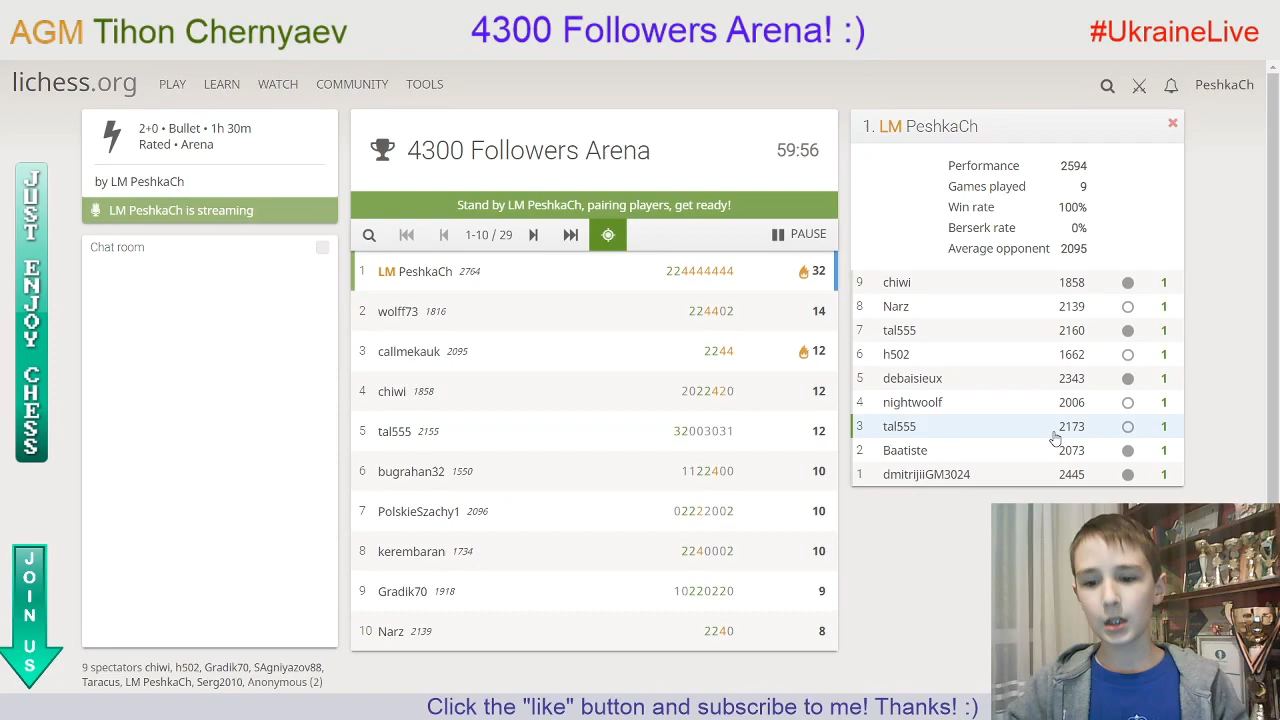 AGM Tihon Chernyaev
4300 Followers Arena! :)
#UkraineLive
lichess.org
PLAY LEARN WATCH COMMUNITY TOOLS
PeshkaCh
JUST ENJOY CHESS
JOIN US
2+0 • Bullet • 1h 30m
Rated • Arena
by LM PeshkaCh
LM PeshkaCh is streaming
Chat room
9 spectators chiwi, h502, Gradik70, SAgniyazov88,
Taracus, LM PeshkaCh, Serg2010, Anonymous (2)
4300 Followers Arena 59:56
Stand by LM PeshkaCh, pairing players, get ready!
1-10 / 29 PAUSE
1 LM PeshkaCh 2764 224444444 32
2 wolff73 1816 224402 14
3 callmekauk 2095 2244 12
4 chiwi 1858 2022420 12
5 tal555 2155 32003031 12
6 bugrahan32 1550 1122400 10
7 PolskieSzachy1 2096 02222002 10
8 kerembaran 1734 2240002 10
9 Gradik70 1918 10220220 9
10 Narz 2139 2240 8
1. LM PeshkaCh
Performance 2594
Games played 9
Win rate 100%
Berserk rate 0%
Average opponent 2095
9 chiwi 1858 1
8 Narz 2139 1
7 tal555 2160 1
6 h502 1662 1
5 debaisieux 2343 1
4 nightwoolf 2006 1
3 tal555 2173 1
2 Baatiste 2073 1
1 dmitrijiiGM3024 2445 1
Click the "like" button and subscribe to me! Thanks! :)